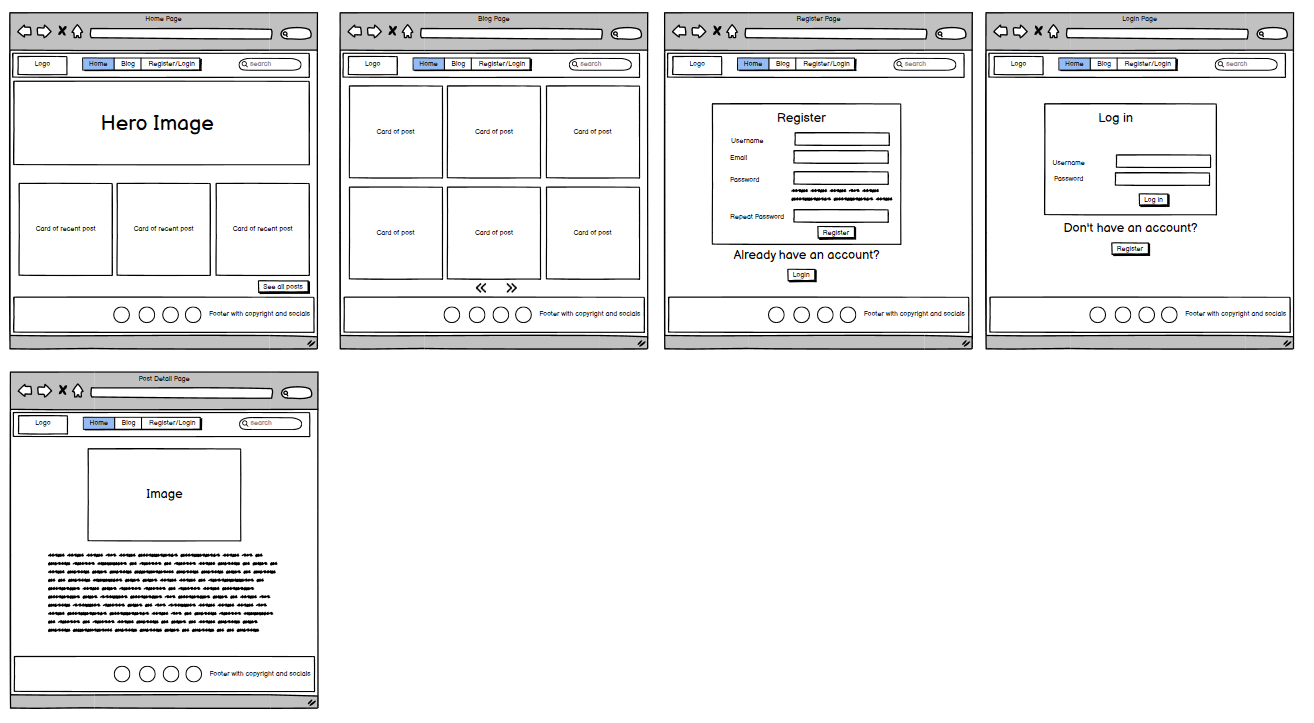 Home Page
Logo
Home Blog Register/Login
search
Hero Image
Card of recent post
Card of recent post
Card of recent post
See all posts
Footer with copyright and socials
Blog Page
Logo
Home Blog Register/Login
search
Card of post
Card of post
Card of post
Card of post
Card of post
Card of post
Footer with copyright and socials
Register Page
Logo
Home Blog Register/Login
search
Register
Username
Email
Password
Repeat Password
Register
Already have an account?
Login
Footer with copyright and socials
Login Page
Logo
Home Blog Register/Login
search
Log in
Username
Password
Log in
Don't have an account?
Register
Footer with copyright and socials
Post Detail Page
Logo
Home Blog Register/Login
search
Image
Footer with copyright and socials